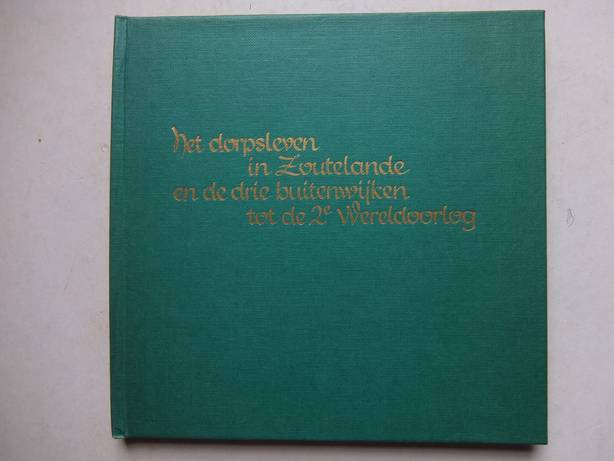 Het dorpsleven
in Zoutelande
en de drie buitenwijken
tot de 2e Wereldoorlog